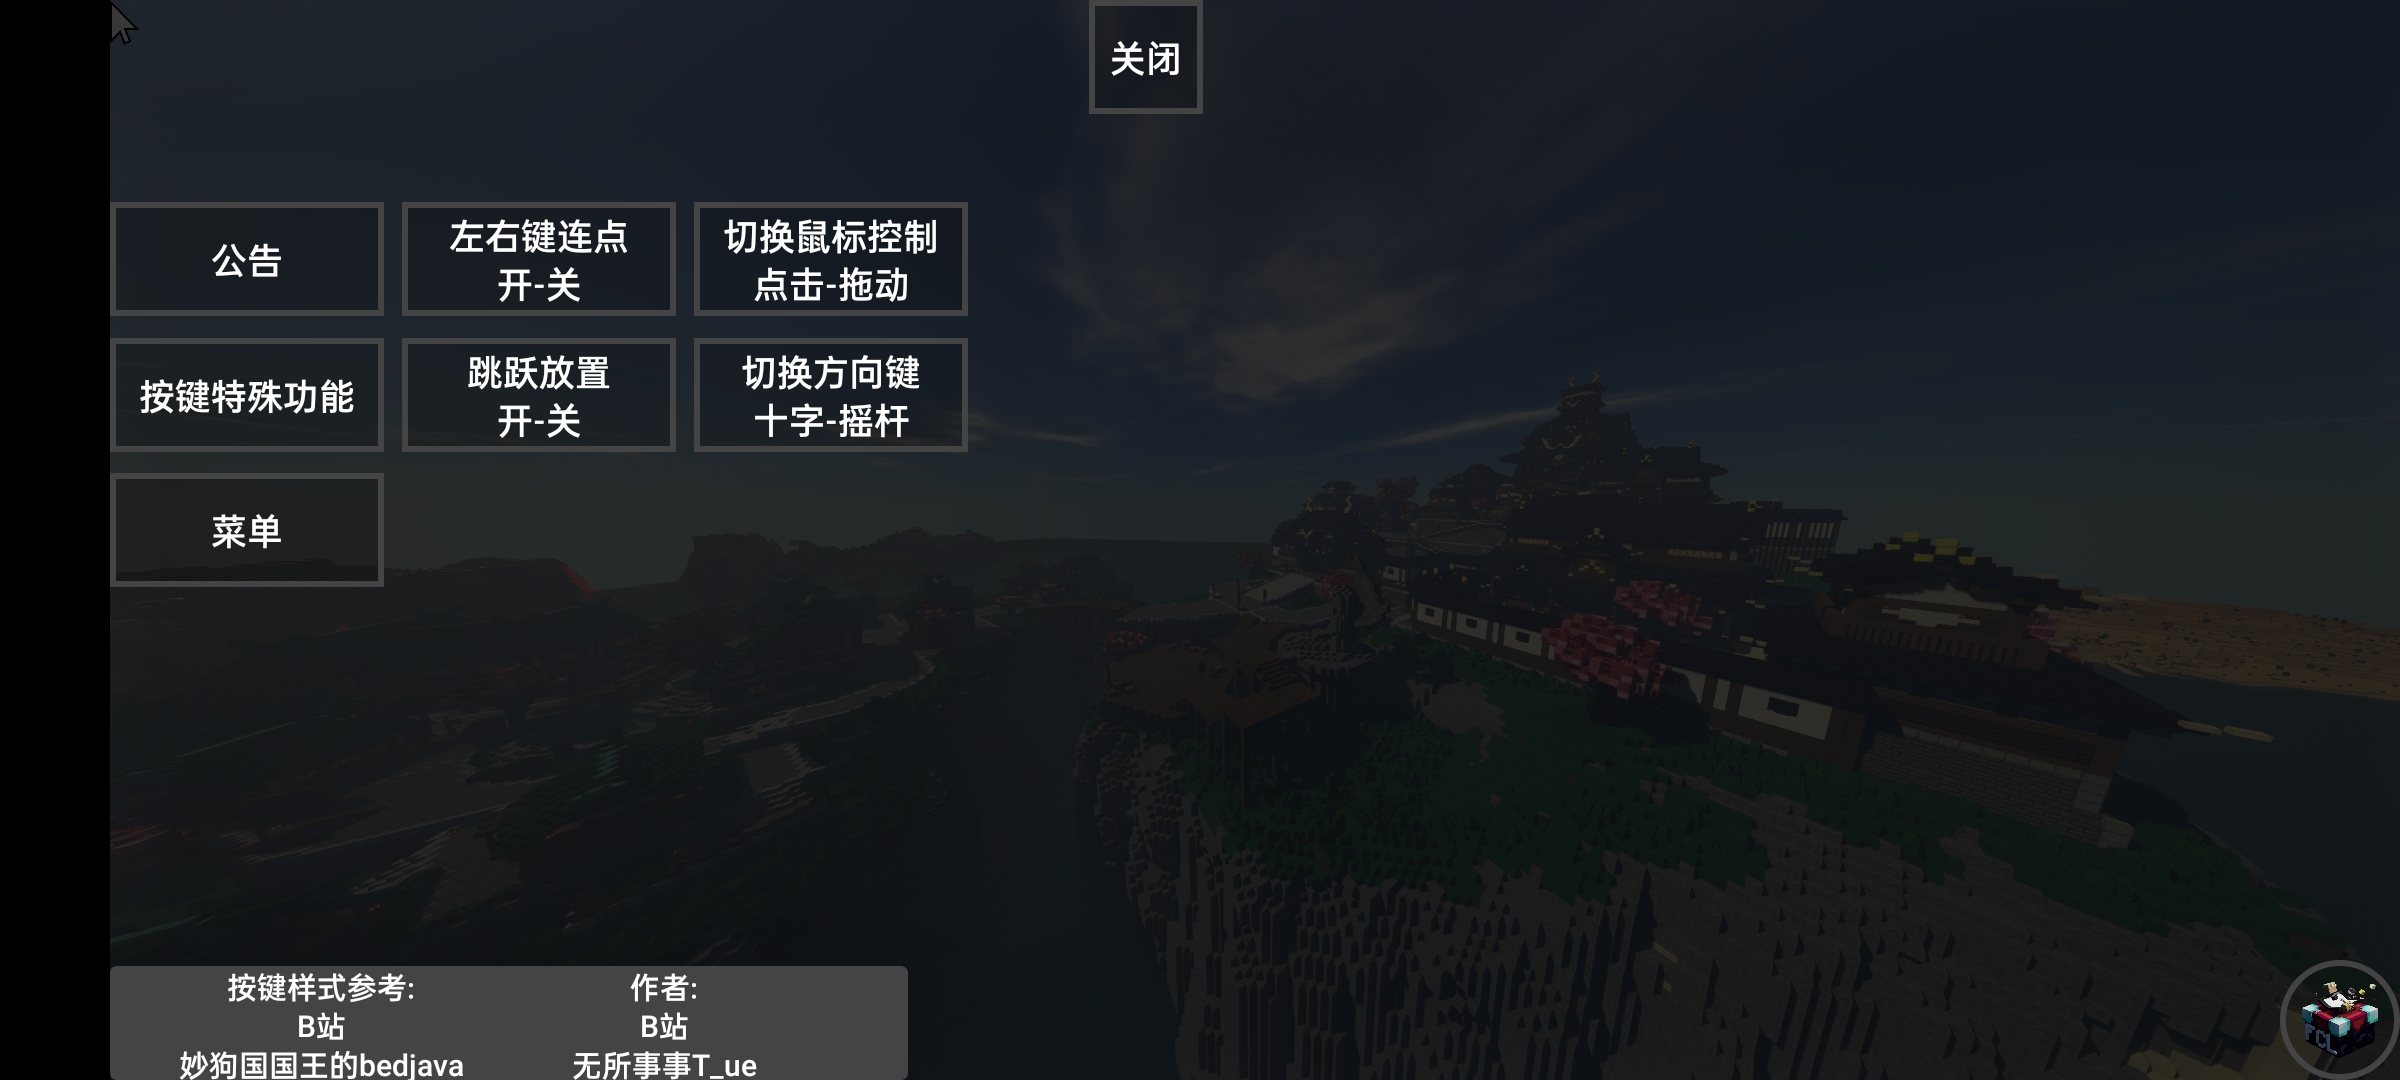 关闭
公告
左右键连点
开-关
切换鼠标控制
点击-拖动
按键特殊功能
跳跃放置
开-关
切换方向键
十字-摇杆
菜单
按键样式参考:
B站
妙狗国国王的bedjava
作者:
B站
无所事事T_ue
FCL